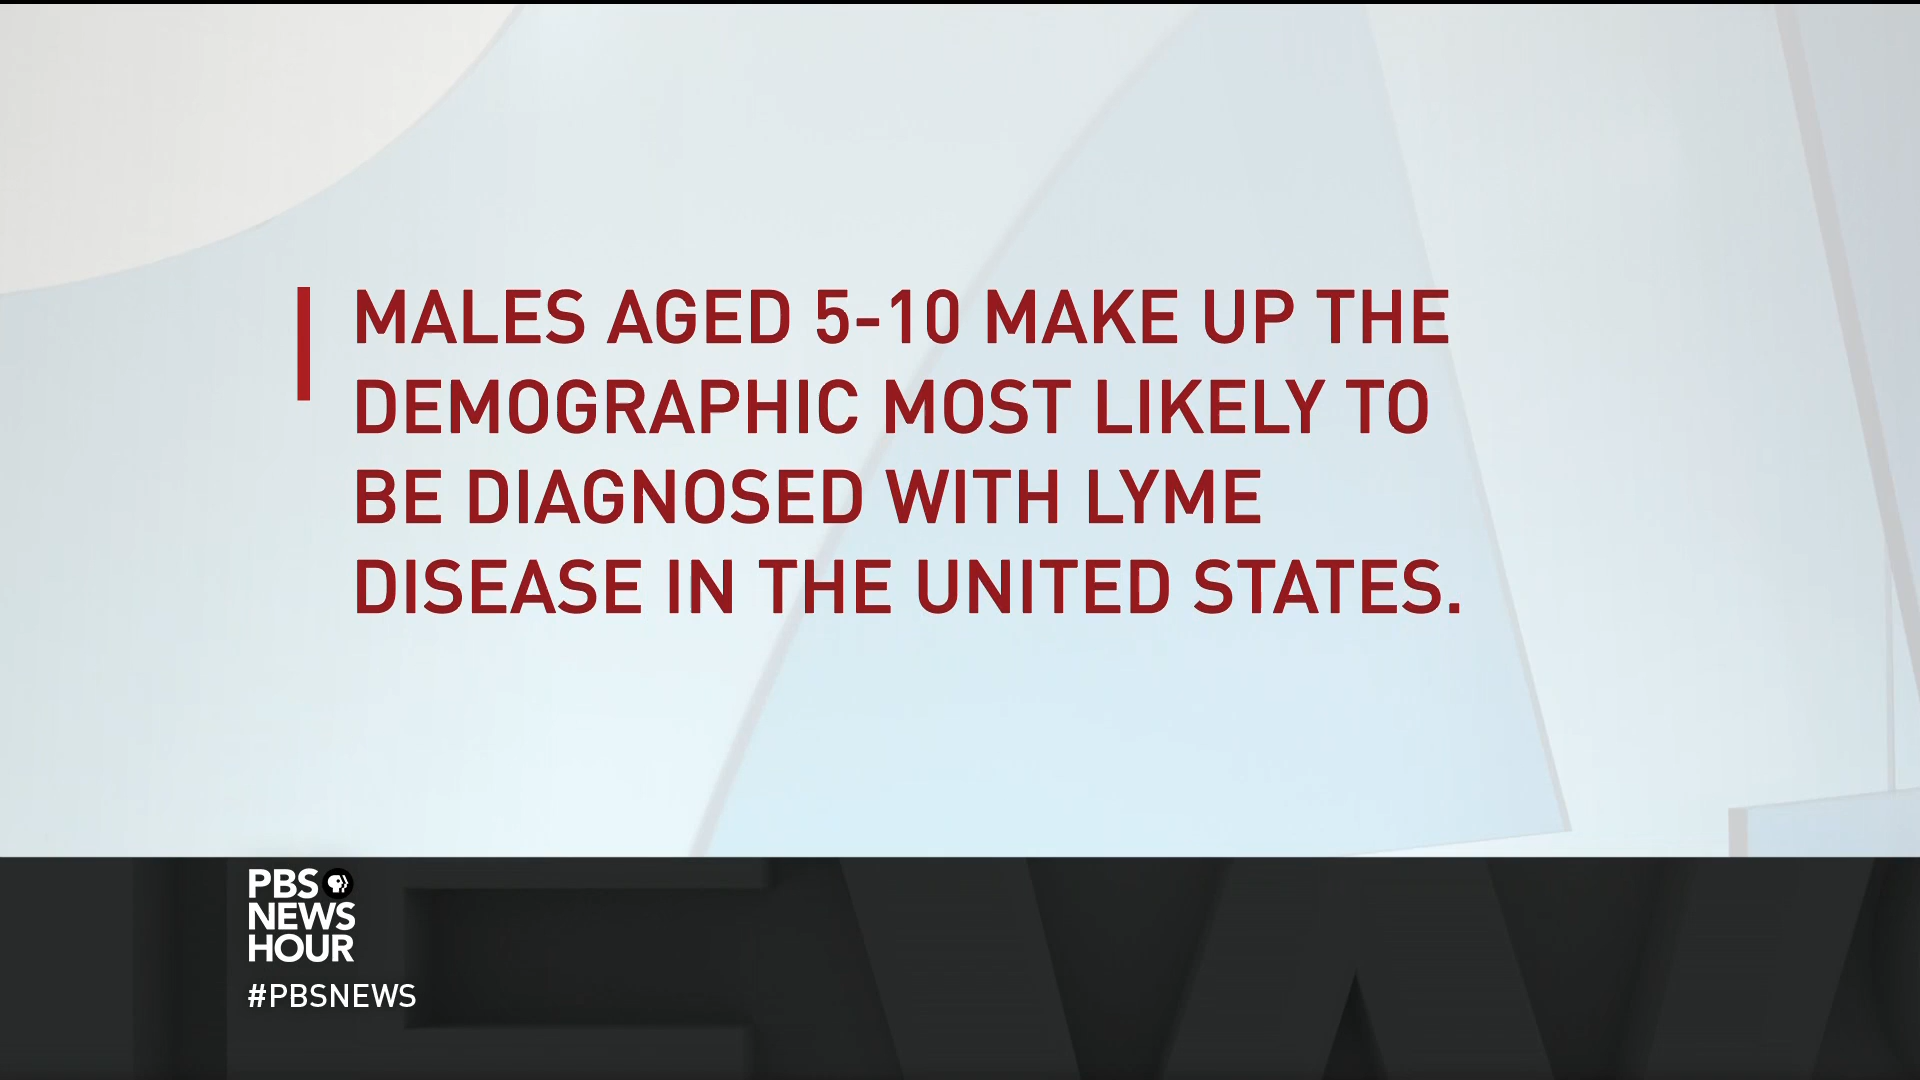 MALES AGED 5-10 MAKE UP THE
DEMOGRAPHIC MOST LIKELY TO
BE DIAGNOSED WITH LYME
DISEASE IN THE UNITED STATES.
PBS
NEWS
HOUR
#PBSNEWS